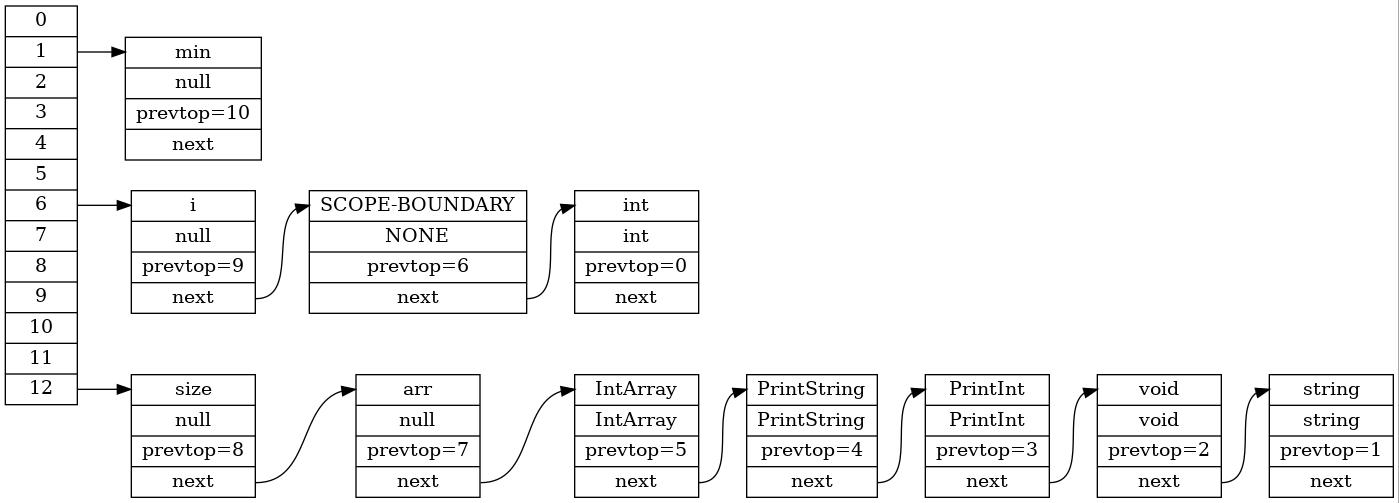 0
1
2
3
4
5
6
7
8
9
10
11
12
min
null
prevtop=10
next
i
null
prevtop=9
next
SCOPE-BOUNDARY
NONE
prevtop=6
next
int
int
prevtop=0
next
size
null
prevtop=8
next
arr
null
prevtop=7
next
IntArray
IntArray
prevtop=5
next
PrintString
PrintString
prevtop=4
next
PrintInt
PrintInt
prevtop=3
next
void
void
prevtop=2
next
string
string
prevtop=1
next